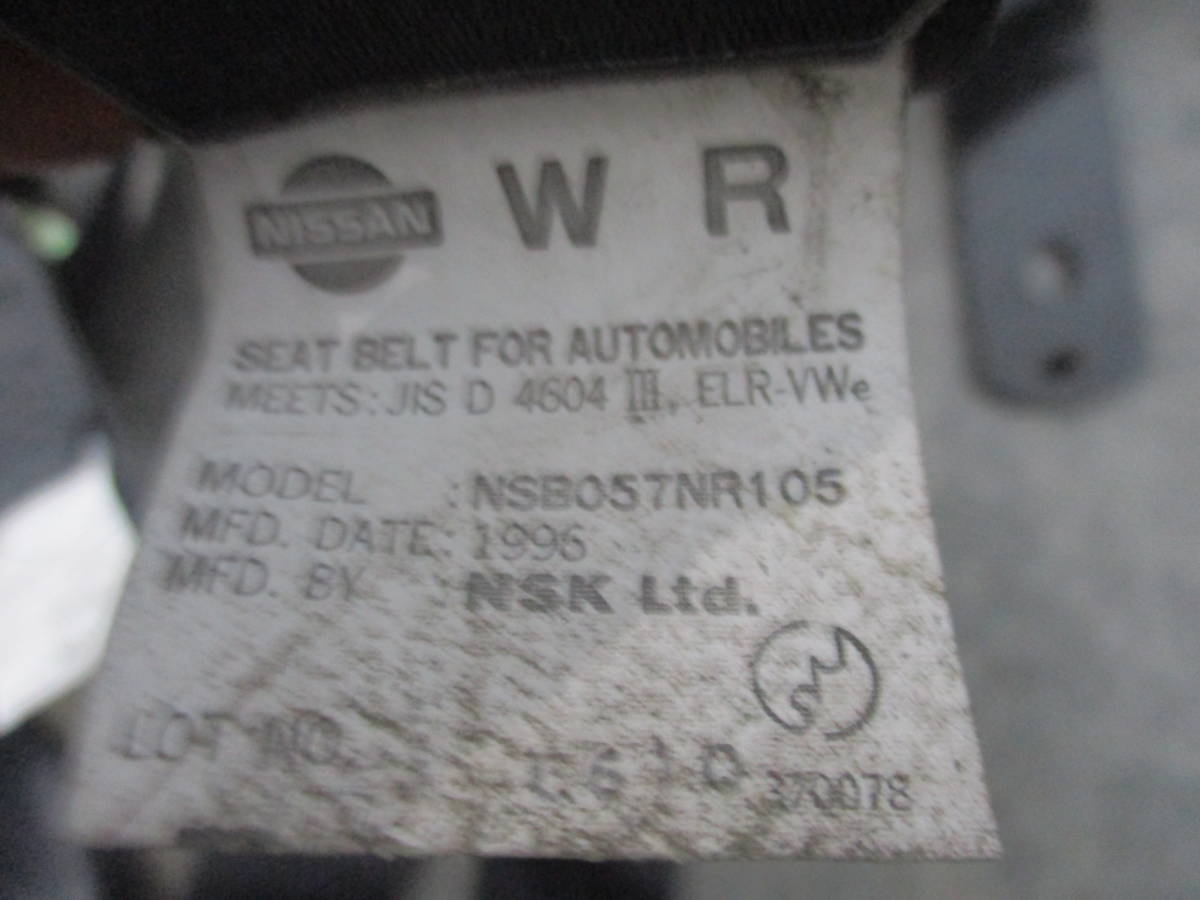 NISSAN W R
SEAT BELT FOR AUTOMOBILES
MEETS: JIS D 4604 III, ELR-VWe
MODEL :NSB057NR105
MFD. DATE: 1996
MFD. BY :NSK Ltd.
LOT NO.
370078